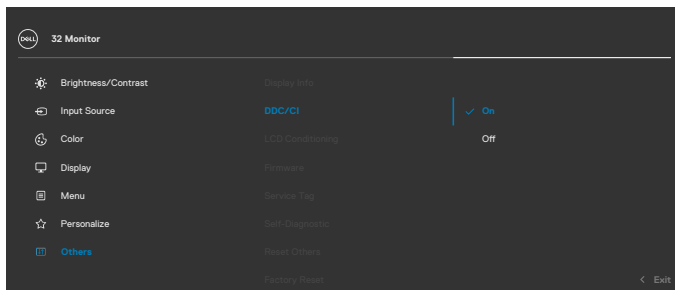 DELL
32 Monitor
Brightness/Contrast
Display Info
Input Source
DDC/CI
On
Color
LCD Conditioning
Off
Display
Firmware
Menu
Service Tag
Personalize
Self-Diagnostic
Others
Reset Others
Factory Reset
Exit